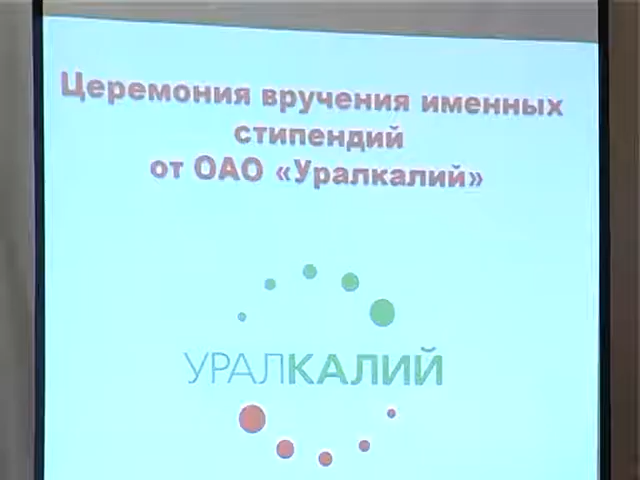 Церемония вручения именных
стипендий
от ОАО «Уралкалий»
УРАЛКАЛИЙ